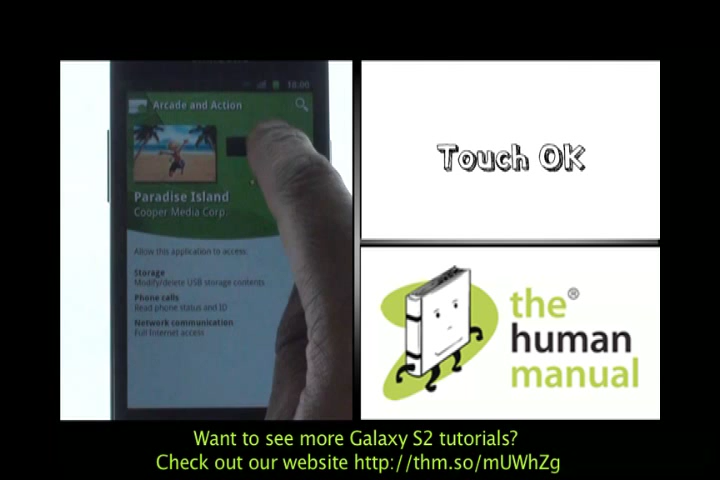 18:00
Arcade and Action
Paradise Island
Cooper Media Corp.
Allow this application to access:
Storage
Modify/delete USB storage contents
Phone calls
Read phone status and ID
Network communication
Full Internet access
Touch OK
the®
human
manual
Want to see more Galaxy S2 tutorials?
Check out our website http://thm.so/mUWhZg